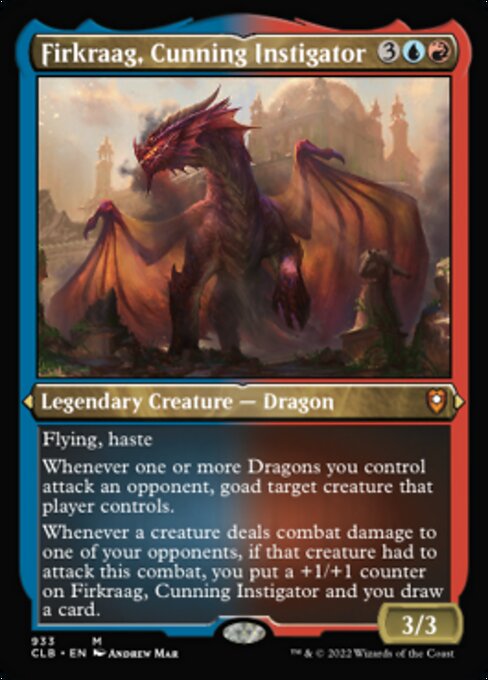 Firkraag, Cunning Instigator 3
Legendary Creature — Dragon
Flying, haste
Whenever one or more Dragons you control
attack an opponent, goad target creature that
player controls.
Whenever a creature deals combat damage to
one of your opponents, if that creature had to
attack this combat, you put a +1/+1 counter
on Firkraag, Cunning Instigator and you draw
a card.
3/3
933 M
CLB • EN Andrew Mar
™ & © 2022 Wizards of the Coast